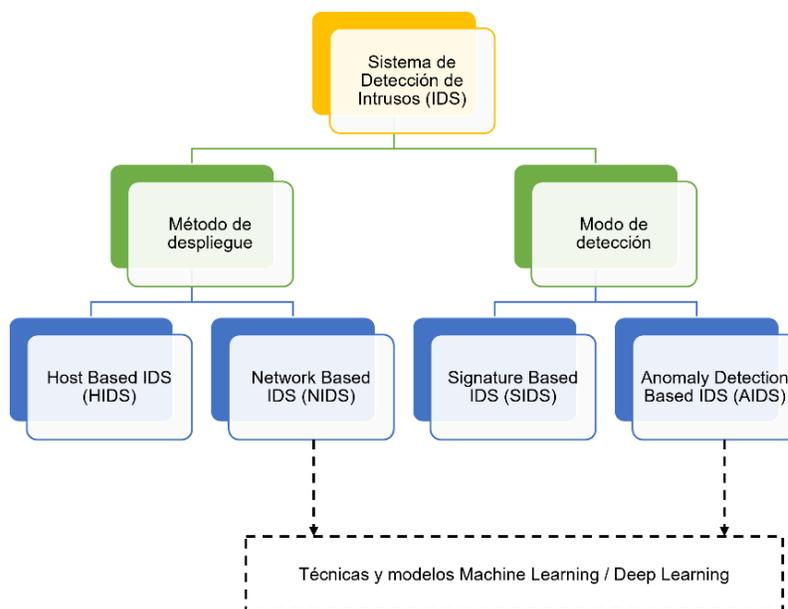 Sistema de
Detección de
Intrusos (IDS)
Método de
despliegue
Modo de
detección
Host Based IDS
(HIDS)
Network Based
IDS (NIDS)
Signature Based
IDS (SIDS)
Anomaly Detection
Based IDS (AIDS)
Técnicas y modelos Machine Learning / Deep Learning